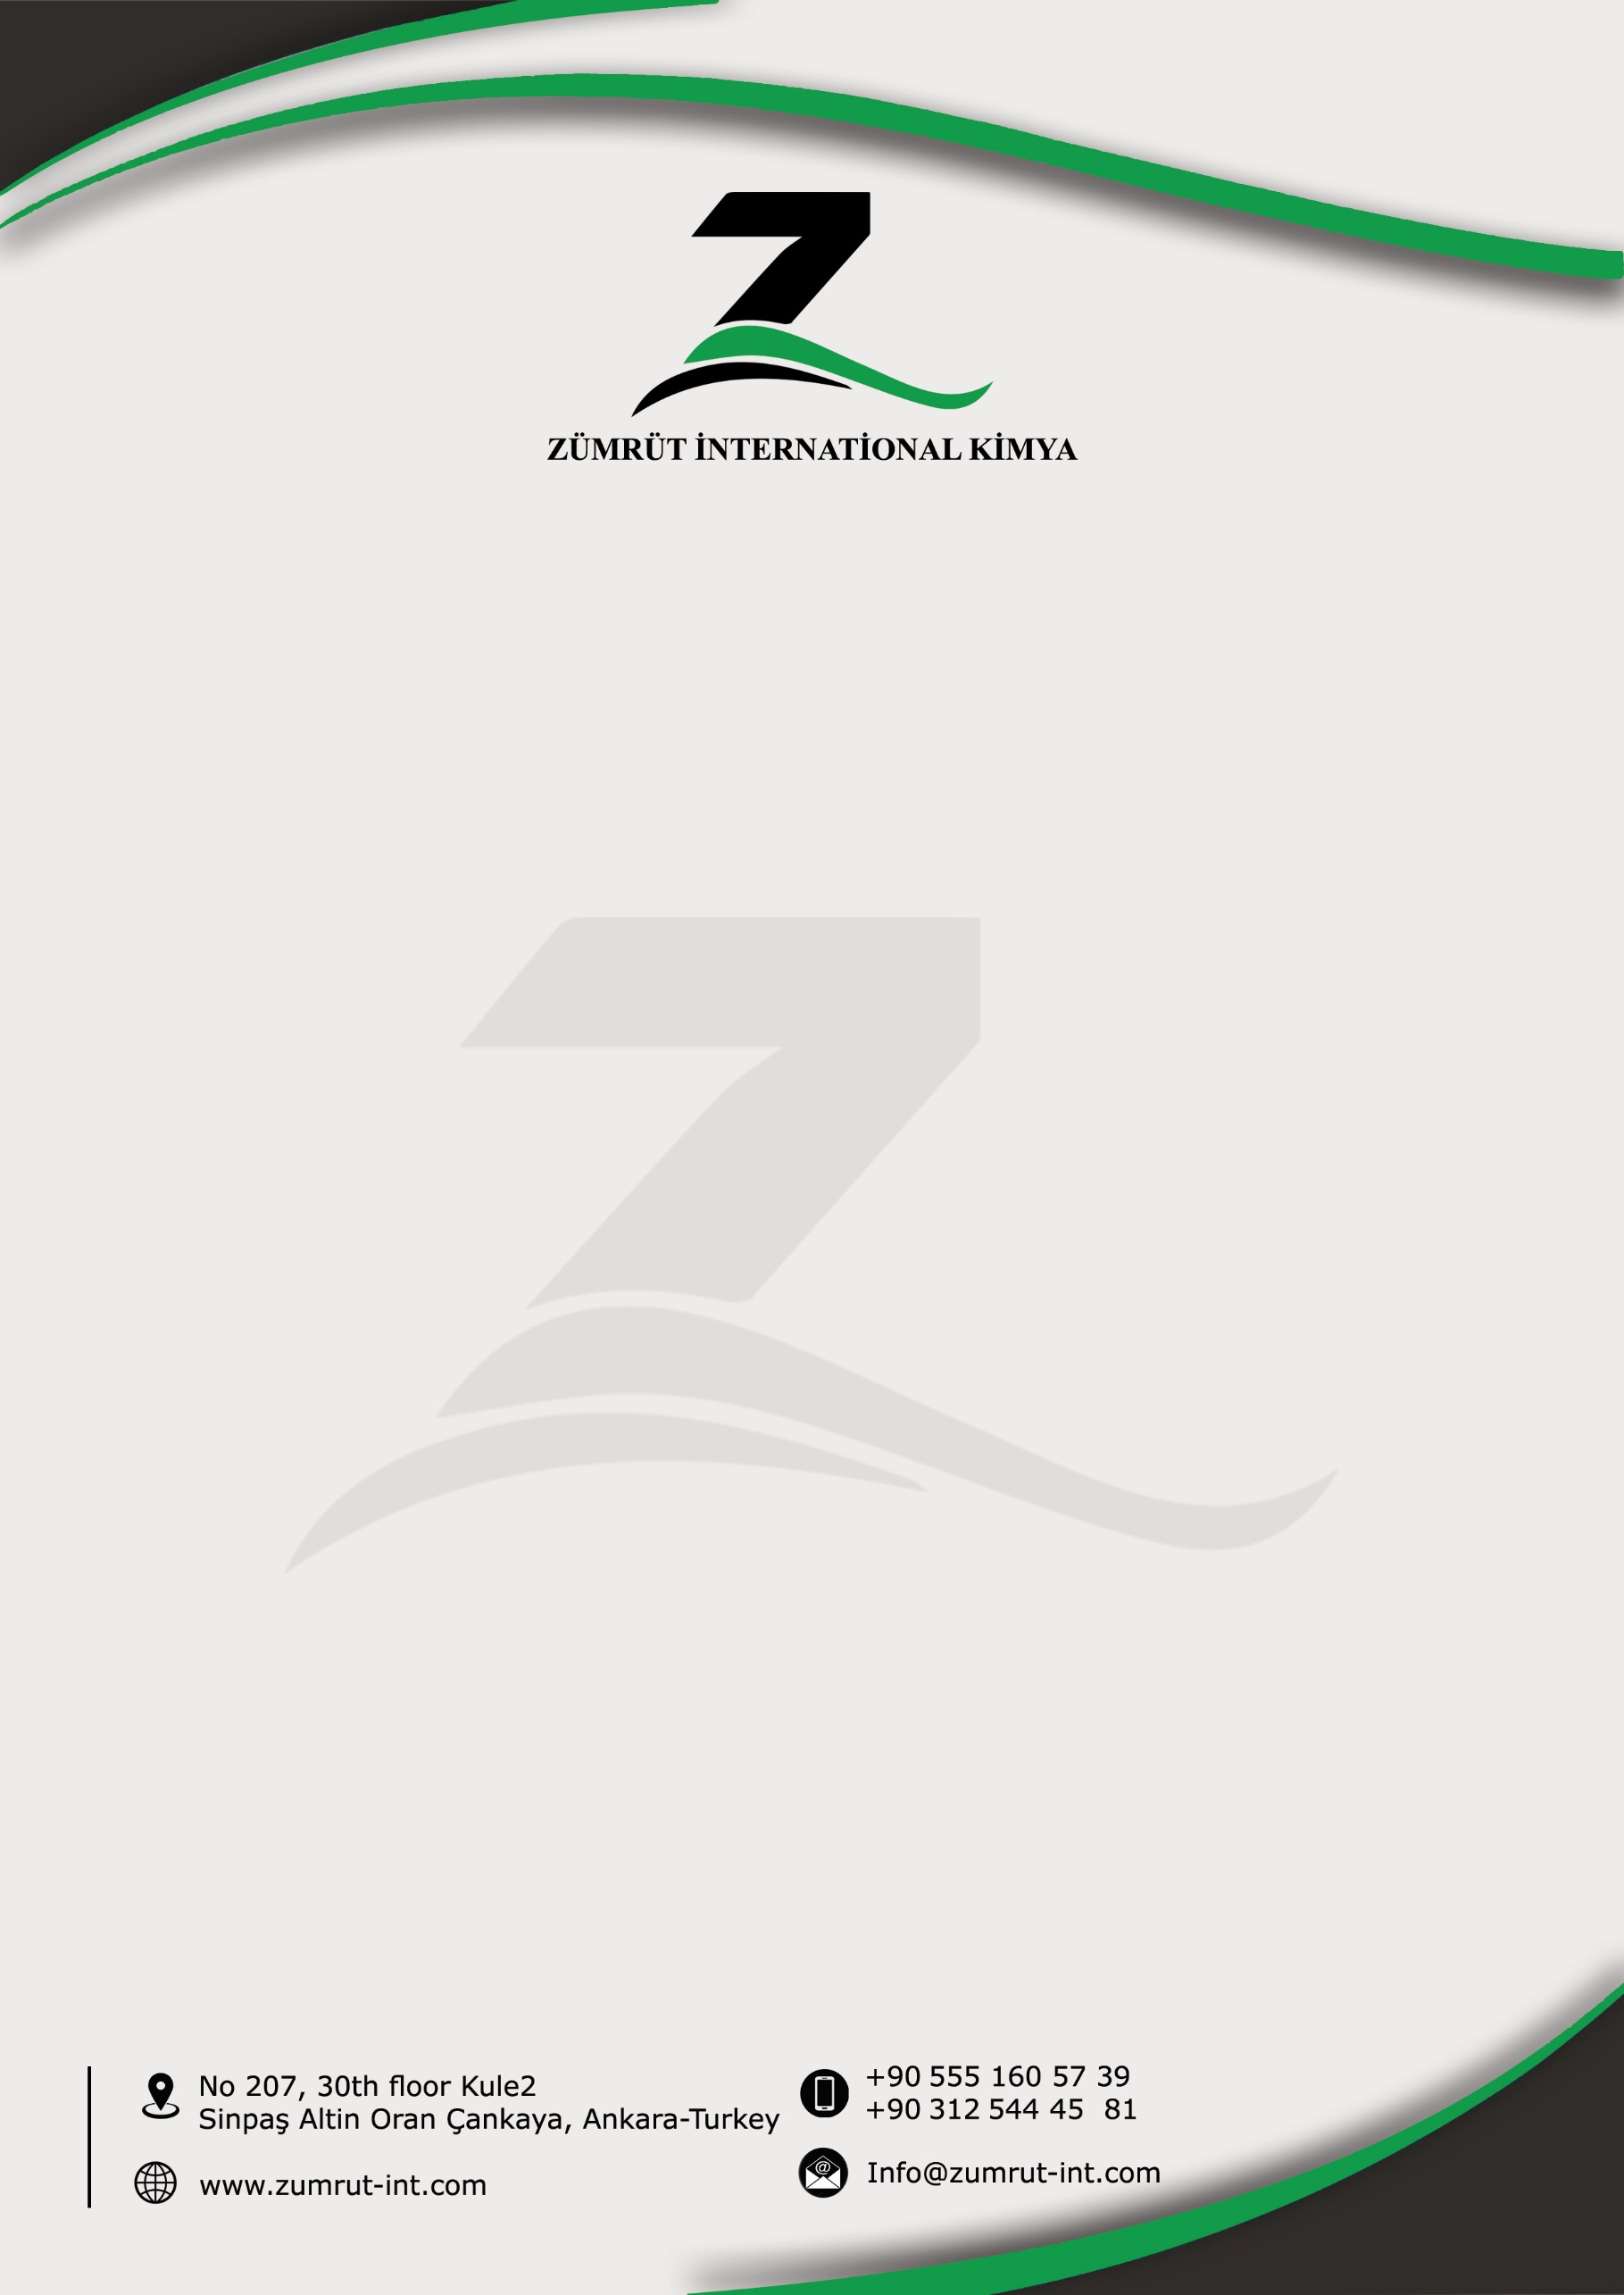 ZÜMRÜT İNTERNATİONAL KİMYA
No 207, 30th floor Kule2
Sinpaş Altin Oran Çankaya, Ankara-Turkey
www.zumrut-int.com
+90 555 160 57 39
+90 312 544 45 81
Info@zumrut-int.com